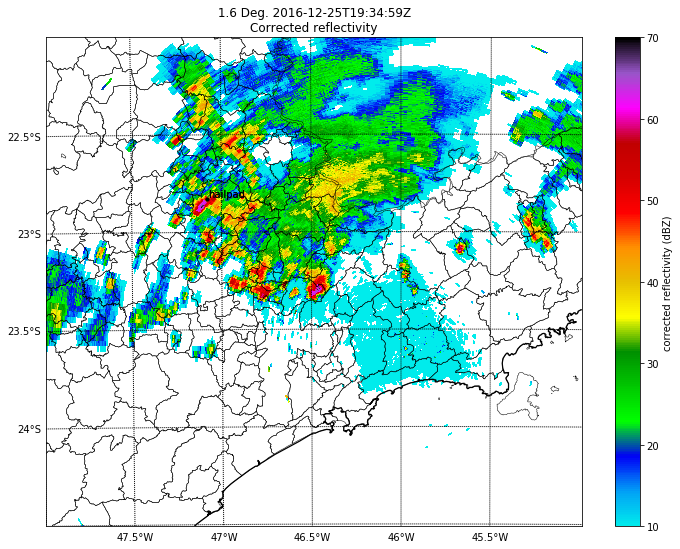 1.6 Deg. 2016-12-25T19:34:59Z
Corrected reflectivity
22.5°S
23°S
23.5°S
24°S
47.5°W
47°W
46.5°W
46°W
45.5°W
70
60
50
40
30
20
10
corrected reflectivity (dBZ)